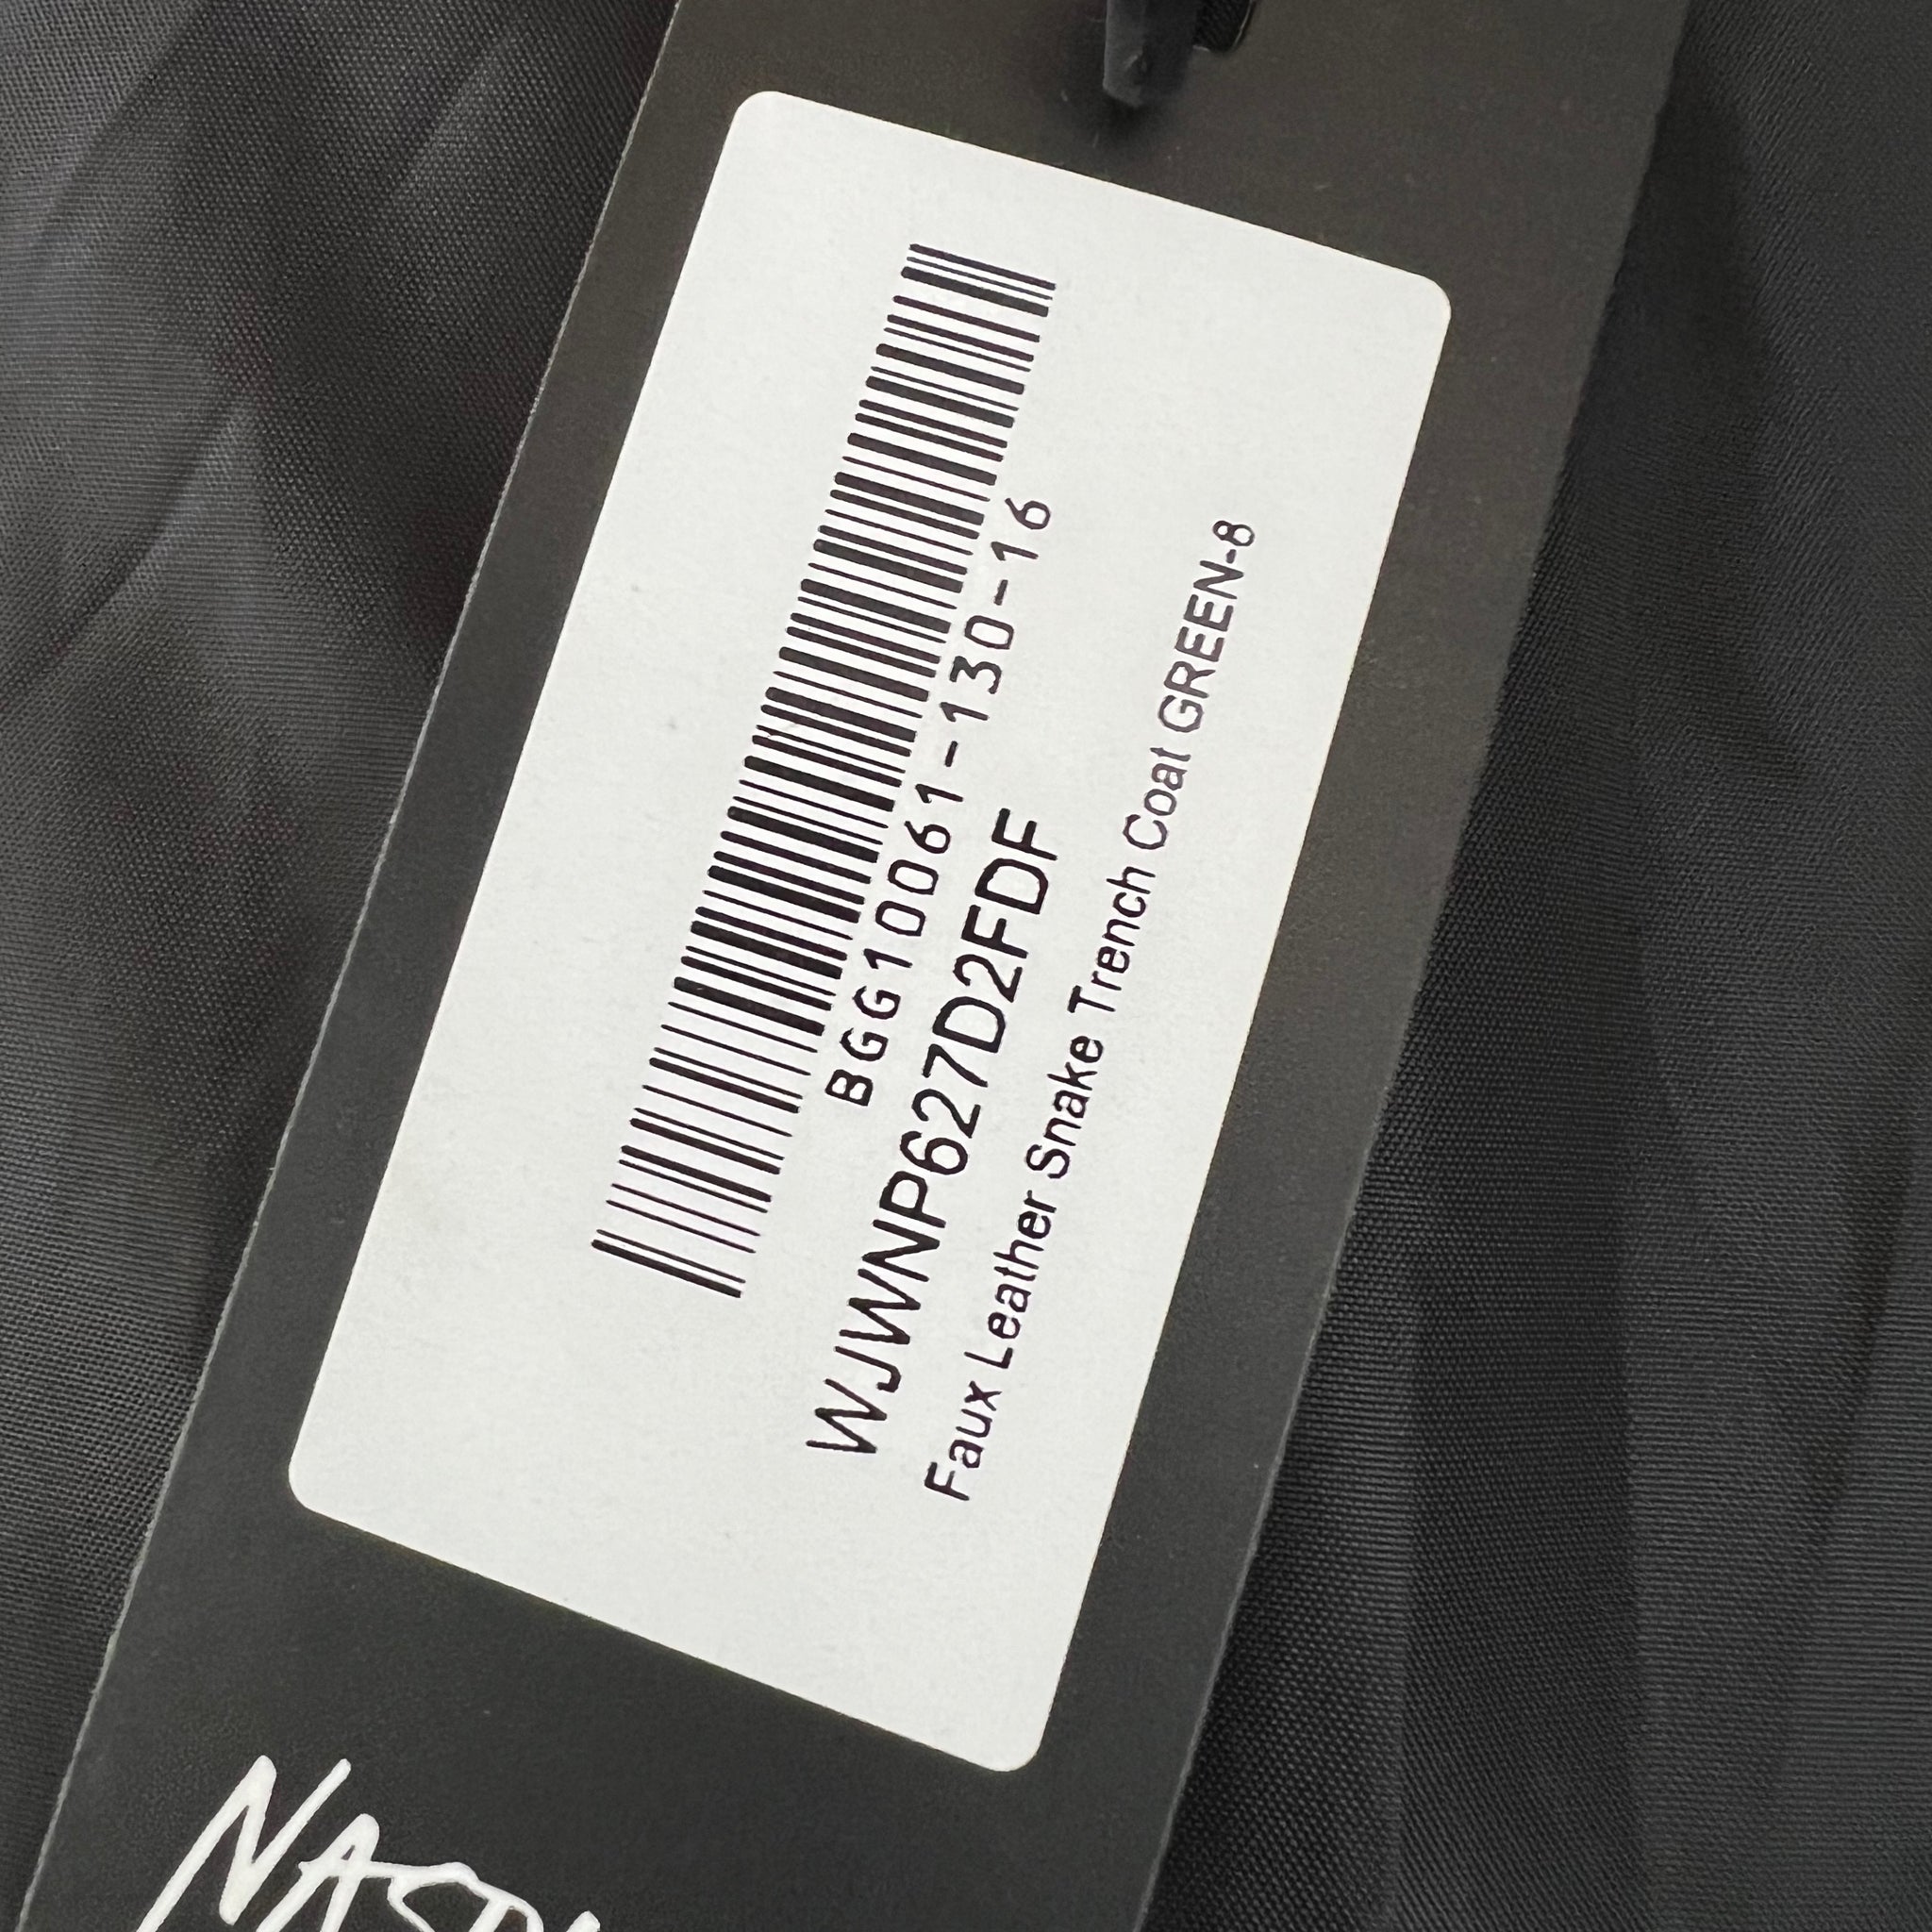 BGG10061-130-16
WJWNP627D2FDF
Faux Leather Snake Trench Coat GREEN-8